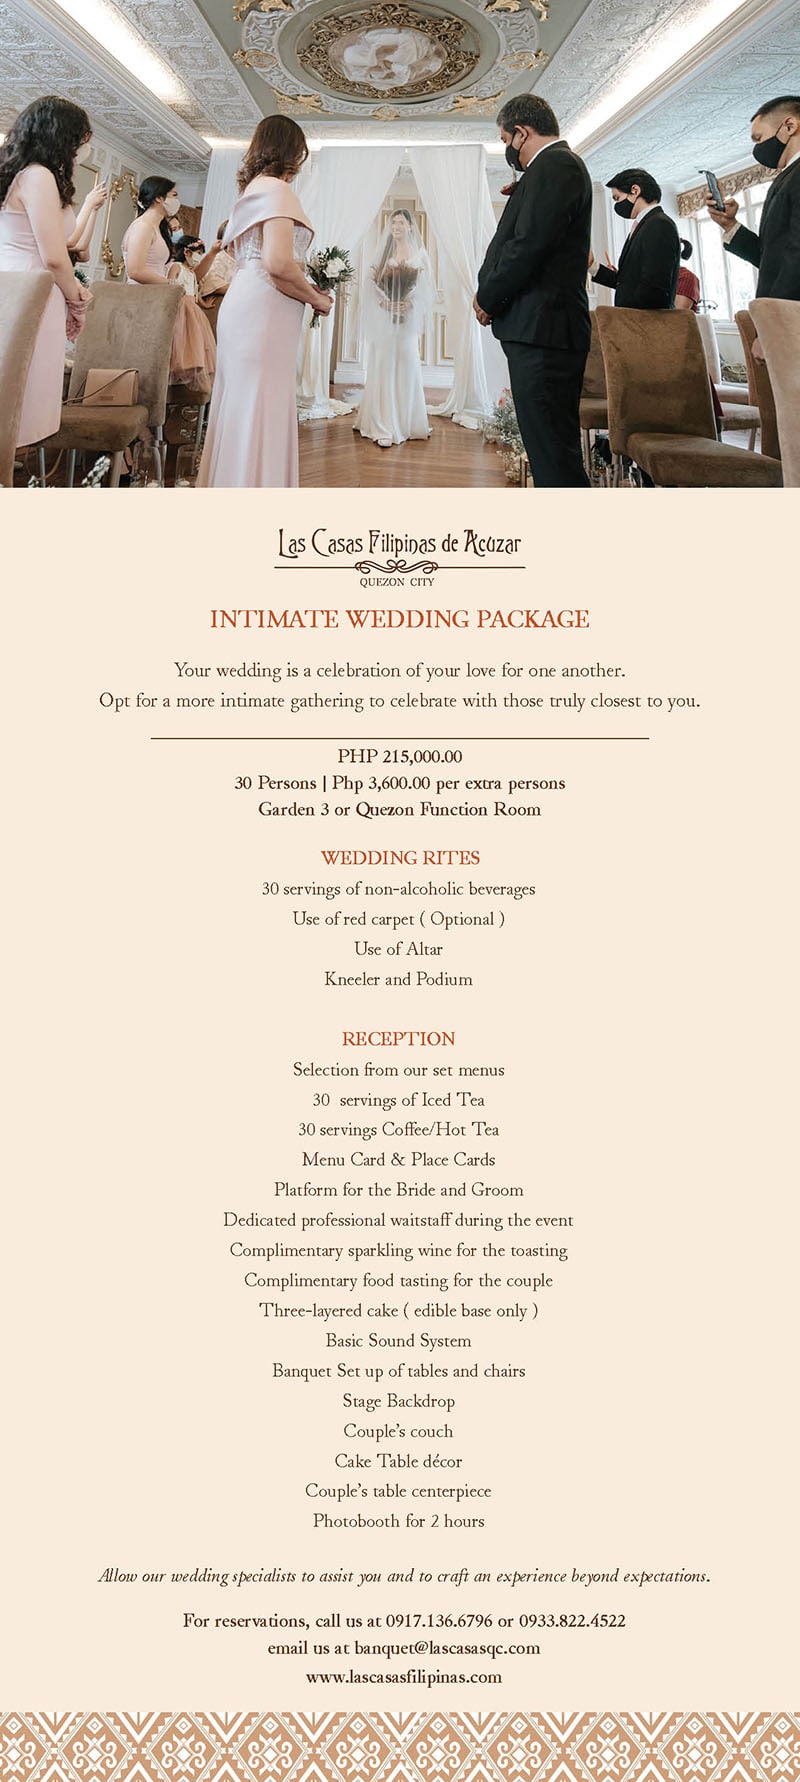 Las Casas Filipinas de Acuzar
QUEZON CITY
INTIMATE WEDDING PACKAGE
Your wedding is a celebration of your love for one another.
Opt for a more intimate gathering to celebrate with those truly closest to you.
PHP 215,000.00
30 Persons | Php 3,600.00 per extra persons
Garden 3 or Quezon Function Room
WEDDING RITES
30 servings of non-alcoholic beverages
Use of red carpet ( Optional )
Use of Altar
Kneeler and Podium
RECEPTION
Selection from our set menus
30 servings of Iced Tea
30 servings Coffee/Hot Tea
Menu Card & Place Cards
Platform for the Bride and Groom
Dedicated professional waitstaff during the event
Complimentary sparkling wine for the toasting
Complimentary food tasting for the couple
Three-layered cake ( edible base only )
Basic Sound System
Banquet Set up of tables and chairs
Stage Backdrop
Couple's couch
Cake Table décor
Couple's table centerpiece
Photobooth for 2 hours
Allow our wedding specialists to assist you and to craft an experience beyond expectations.
For reservations, call us at 0917.136.6796 or 0933.822.4522
email us at banquet@lascasasqc.com
www.lascasasfilipinas.com